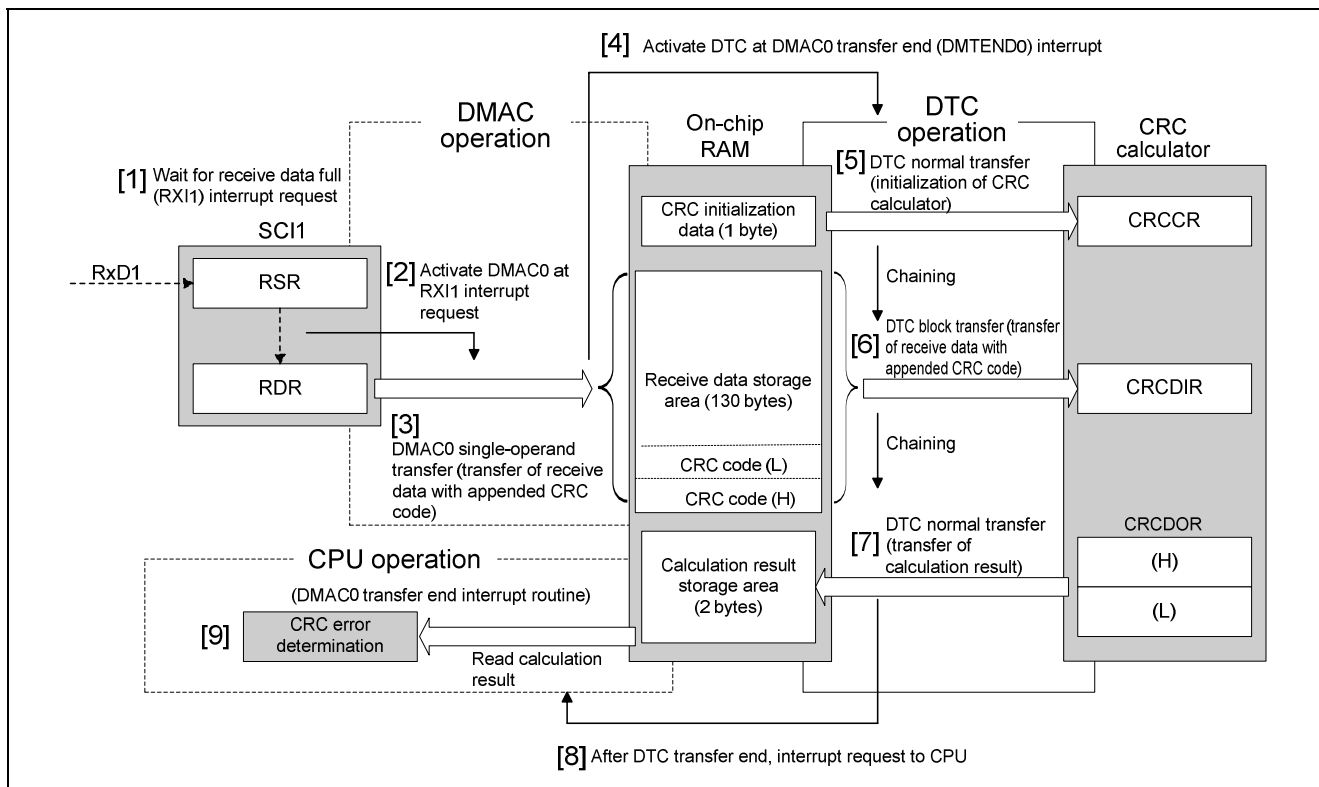 [4] Activate DTC at DMAC0 transfer end (DMTEND0) interrupt
DMAC
operation
On-chip
RAM
DTC
operation
CRC
calculator
[1] Wait for receive data full
(RXI1) interrupt request
SCI1
RxD1
RSR
RDR
[2] Activate DMAC0 at
RXI1 interrupt
request
[3]
DMAC0 single-operand
transfer (transfer of receive
data with appended CRC
code)
CRC initialization
data (1 byte)
Receive data storage
area (130 bytes)
CRC code (L)
CRC code (H)
Calculation result
storage area
(2 bytes)
[5] DTC normal transfer
(initialization of CRC
calculator)
Chaining
[6] DTC block transfer (transfer
of receive data with
appended CRC code)
Chaining
[7] DTC normal transfer
(transfer of
calculation result)
CRCCR
CRCDIR
CRCDOR
(H)
(L)
CPU operation
(DMAC0 transfer end interrupt routine)
[9] CRC error
determination
Read calculation
result
[8] After DTC transfer end, interrupt request to CPU